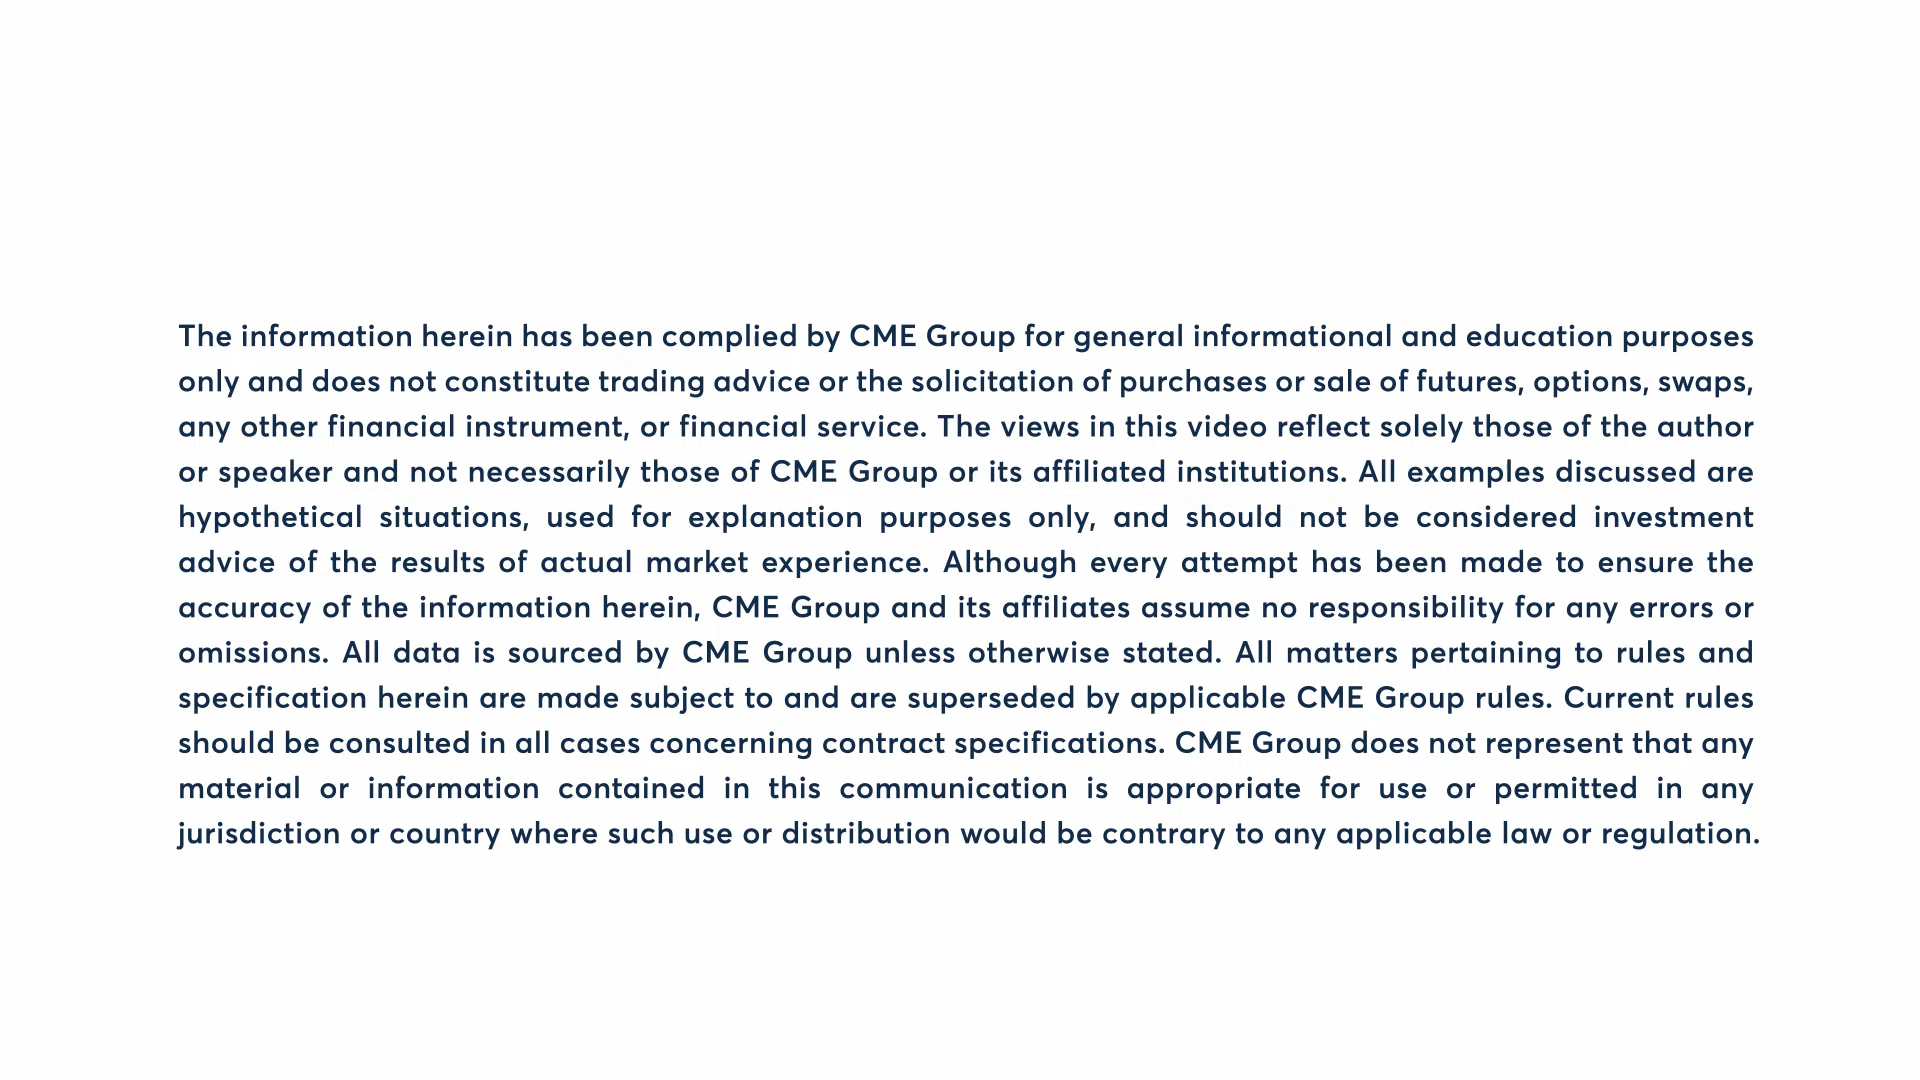 The information herein has been complied by CME Group for general informational and education purposes
only and does not constitute trading advice or the solicitation of purchases or sale of futures, options, swaps,
any other financial instrument, or financial service. The views in this video reflect solely those of the author
or speaker and not necessarily those of CME Group or its affiliated institutions. All examples discussed are
hypothetical situations, used for explanation purposes only, and should not be considered investment
advice of the results of actual market experience. Although every attempt has been made to ensure the
accuracy of the information herein, CME Group and its affiliates assume no responsibility for any errors or
omissions. All data is sourced by CME Group unless otherwise stated. All matters pertaining to rules and
specification herein are made subject to and are superseded by applicable CME Group rules. Current rules
should be consulted in all cases concerning contract specifications. CME Group does not represent that any
material or information contained in this communication is appropriate for use or permitted in any
jurisdiction or country where such use or distribution would be contrary to any applicable law or regulation.